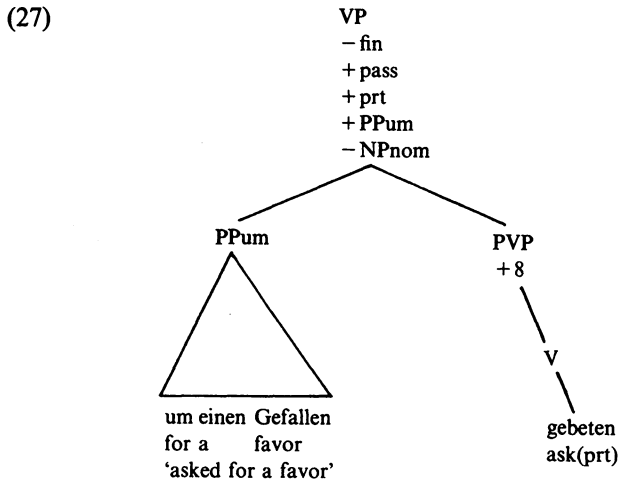 (27)
VP
− fin
+ pass
+ prt
+ PPum
− NPnom
PPum
PVP
+ 8
V
um einen Gefallen
for a favor
'asked for a favor'
gebeten
ask(prt)